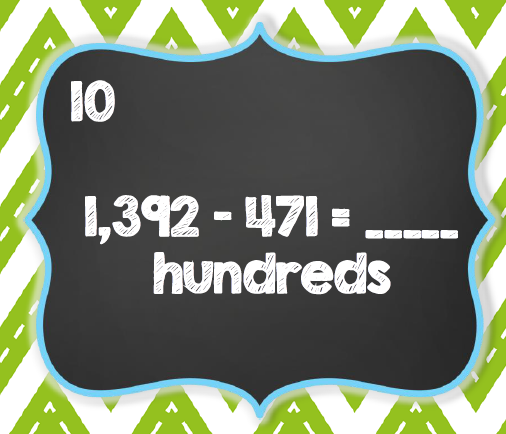 10
1,392 - 471 = _____
hundreds